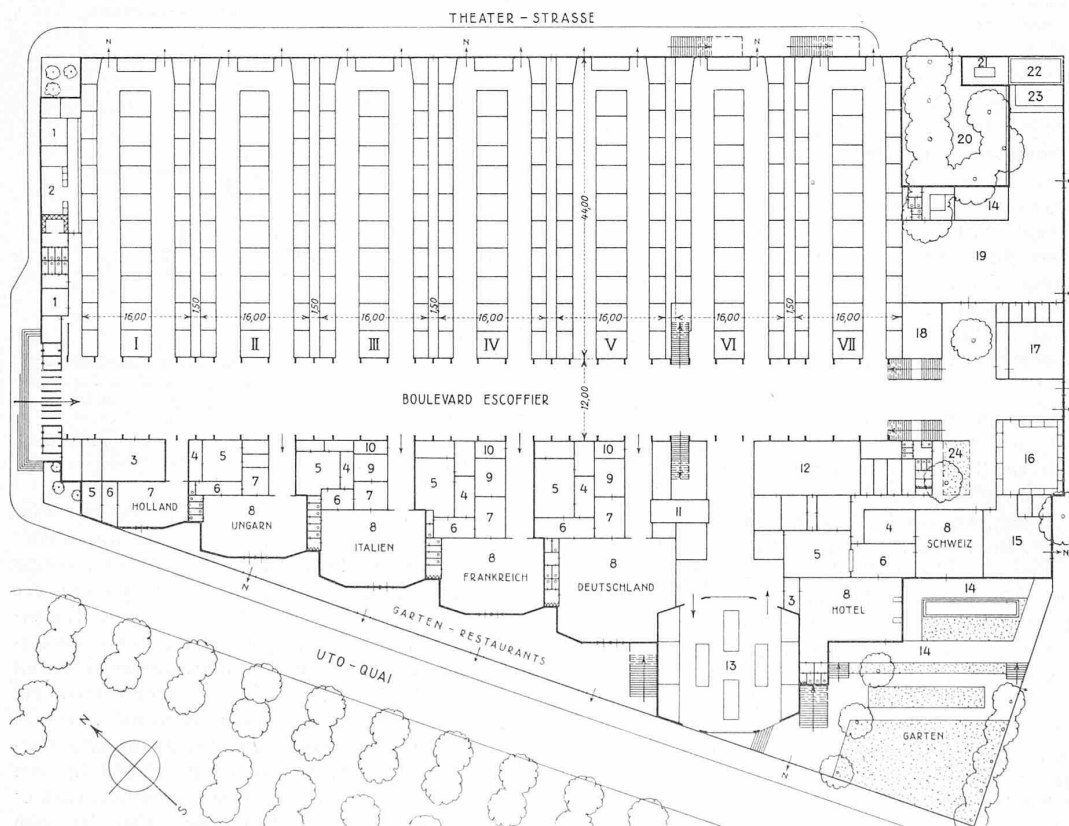 THEATER-STRASSE
N N N
21 22
23
1
20
2
14
44,00
19
1
1,50 1,50 1,50 1,50
16,00 16,00 16,00 16,00 16,00 16,00 16,00
I II III IV V VI VII
18
17
BOULEVARD ESCOFFIER
12,00
3 4 5 6 7
5 6 7
HOLLAND
8
UNGARN
5 4 10 9 6 7
8
ITALIEN
5 4 10 9 6 7
8
FRANKREICH
5 4 10 9 6 7
8
DEUTSCHLAND
11
12
24
16
4
8
SCHWEIZ
15
N
5
6
3
8
HOTEL
14
14
13
GARTEN
N
N
GARTEN-RESTAURANTS
UTO-QUAI
N
S